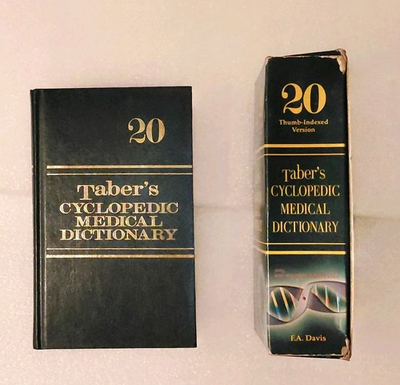 20
Taber's
CYCLOPEDIC
MEDICAL
DICTIONARY
20
Thumb-Indexed
Version
Taber's
CYCLOPEDIC
MEDICAL
DICTIONARY
F.A. Davis